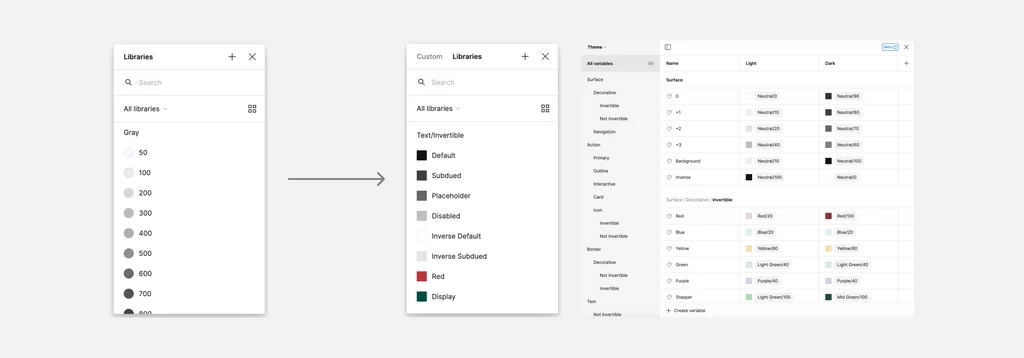 Libraries
Search
All libraries
Gray
50
100
200
300
400
500
600
700
800
Custom Libraries
Search
All libraries
Text/Invertible
Default
Subdued
Placeholder
Disabled
Inverse Default
Inverse Subdued
Red
Display
Theme
All variables
Surface
Decorative
Invertible
Not Invertible
Navigation
Action
Primary
Outline
Interactive
Card
Icon
Invertible
Not Invertible
Border
Decorative
Not Invertible
Invertible
Text
Not Invertible
Beta
Name Light Dark
Surface
0 Neutral/0 Neutral/90
+1 Neutral/10 Neutral/80
+2 Neutral/20 Neutral/70
+3 Neutral/40 Neutral/60
Background Neutral/10 Neutral/100
Inverse Neutral/100 Neutral/0
Surface / Decorative / Invertible
Red Red/20 Red/100
Blue Blue/20 Blue/20
Yellow Yellow/60 Yellow/60
Green Light Green/40 Light Green/40
Purple Purple/40 Purple/40
Stepper Light Green/100 Mid Green/100
Create variable